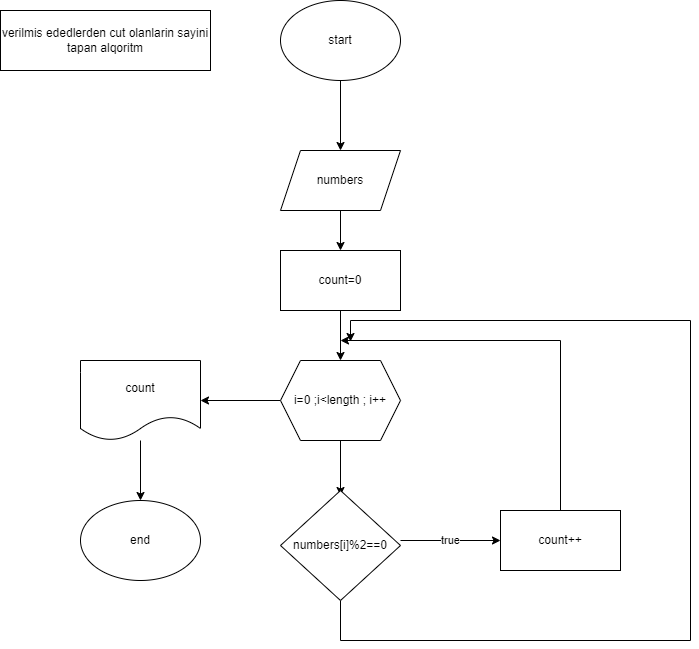 verilmis ededlerden cut olanlarin sayini
tapan alqoritm
start
numbers
count=0
i=0 ;i<length ; i++
count
end
numbers[i]%2==0
true
count++